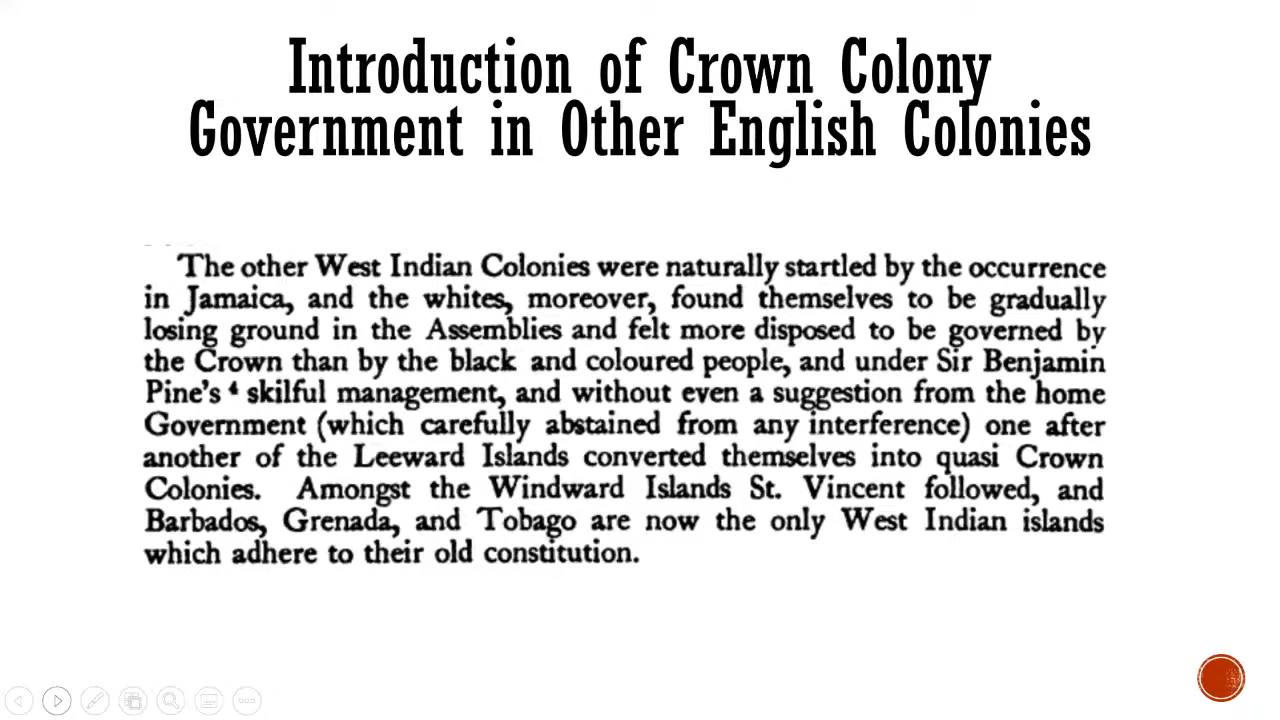 Introduction of Crown Colony
Government in Other English Colonies
The other West Indian Colonies were naturally startled by the occurrence
in Jamaica, and the whites, moreover, found themselves to be gradually
losing ground in the Assemblies and felt more disposed to be governed by
the Crown than by the black and coloured people, and under Sir Benjamin
Pine's ⁴ skilful management, and without even a suggestion from the home
Government (which carefully abstained from any interference) one after
another of the Leeward Islands converted themselves into quasi Crown
Colonies. Amongst the Windward Islands St. Vincent followed, and
Barbados, Grenada, and Tobago are now the only West Indian islands
which adhere to their old constitution.